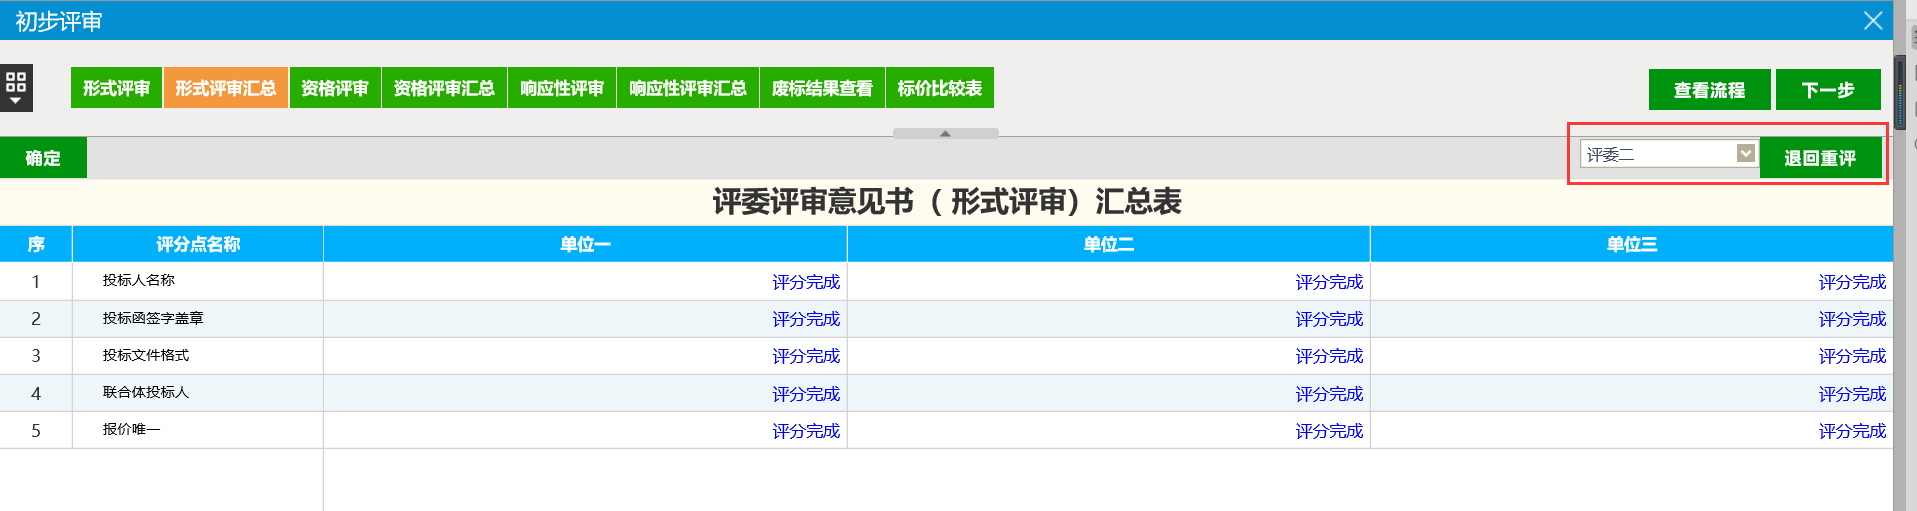 初步评审
形式评审 形式评审汇总 资格评审 资格评审汇总 响应性评审 响应性评审汇总 废标结果查看 标价比较表 查看流程 下一步
确定 评委二 退回重评
评委评审意见书（ 形式评审）汇总表
序 评分点名称 单位一 单位二 单位三
1 投标人名称 评分完成 评分完成 评分完成
2 投标函签字盖章 评分完成 评分完成 评分完成
3 投标文件格式 评分完成 评分完成 评分完成
4 联合体投标人 评分完成 评分完成 评分完成
5 报价唯一 评分完成 评分完成 评分完成